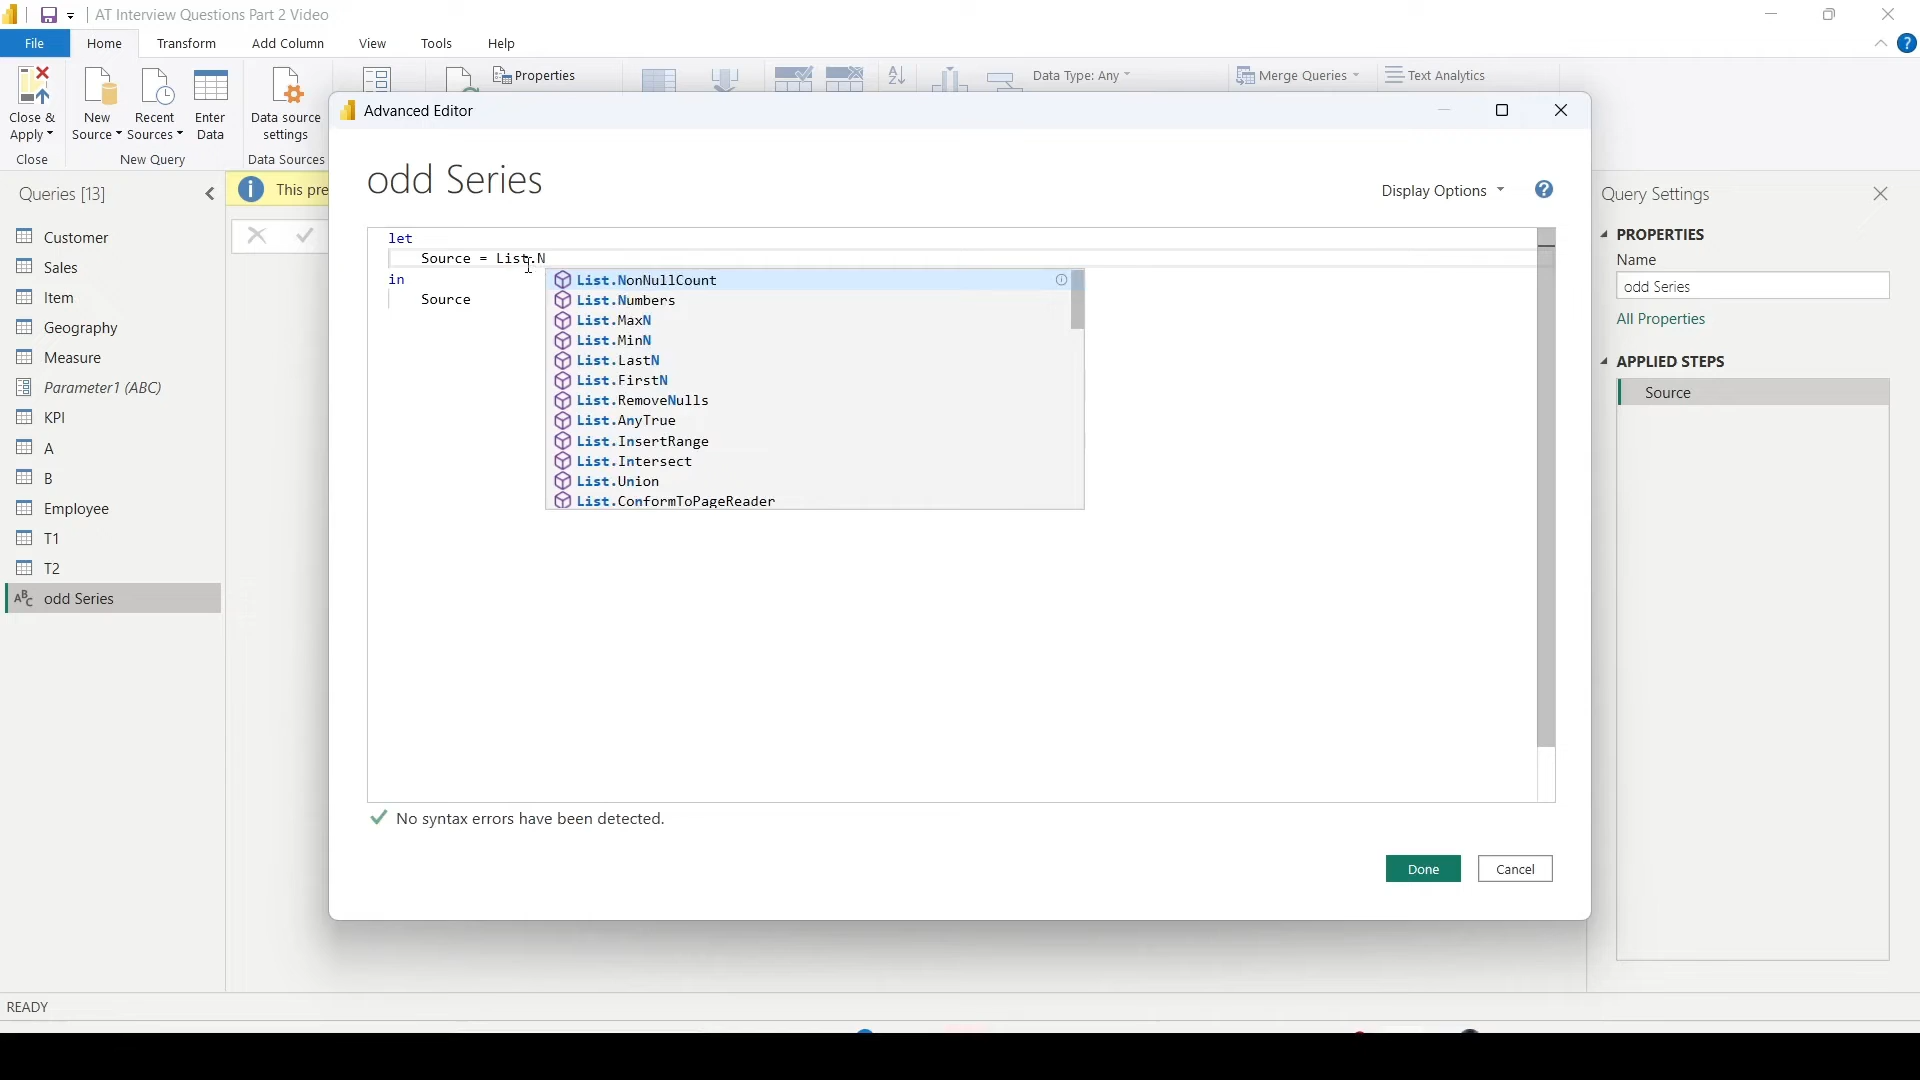 AT Interview Questions Part 2 Video
File Home Transform Add Column View Tools Help
Properties
Data Type: Any
Merge Queries
Text Analytics
Close & Apply
New Source
Recent Sources
Enter Data
Data source settings
Close
New Query
Data Sources
Advanced Editor
Queries [13]
This pre
odd Series
Display Options
Query Settings
Customer
Sales
Item
Geography
Measure
Parameter1 (ABC)
KPI
A
B
Employee
T1
T2
odd Series
let
Source = List.N
in
Source
List.NonNullCount
List.Numbers
List.MaxN
List.MinN
List.LastN
List.FirstN
List.RemoveNulls
List.AnyTrue
List.InsertRange
List.Intersect
List.Union
List.ConformToPageReader
PROPERTIES
Name
odd Series
All Properties
APPLIED STEPS
Source
No syntax errors have been detected.
Done
Cancel
READY